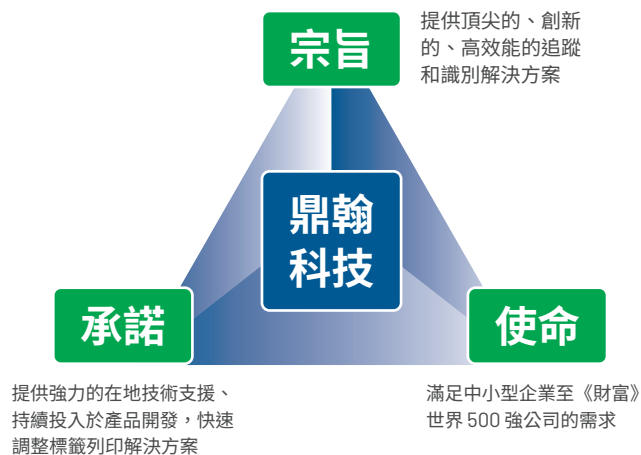 宗旨
提供頂尖的、創新
的、高效能的追蹤
和識別解決方案
鼎翰
科技
承諾
提供強力的在地技術支援、
持續投入於產品開發，快速
調整標籤列印解決方案
使命
滿足中小型企業至《財富》
世界 500 強公司的需求